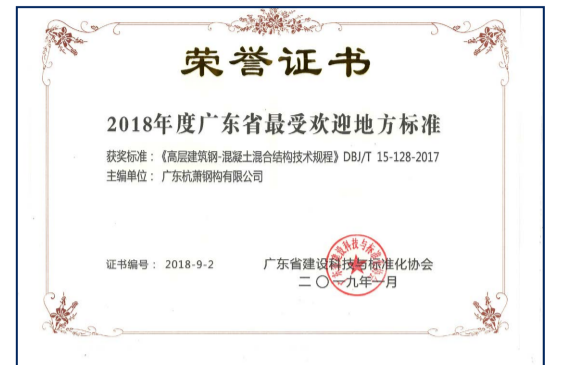 荣誉证书
2018年度广东省最受欢迎地方标准
获奖标准：《高层建筑钢-混凝土混合结构技术规程》DBJ/T 15-128-2017
主编单位： 广东杭萧钢构有限公司
证书编号： 2018-9-2
广东省建设科技与标准化协会
二〇一九年一月